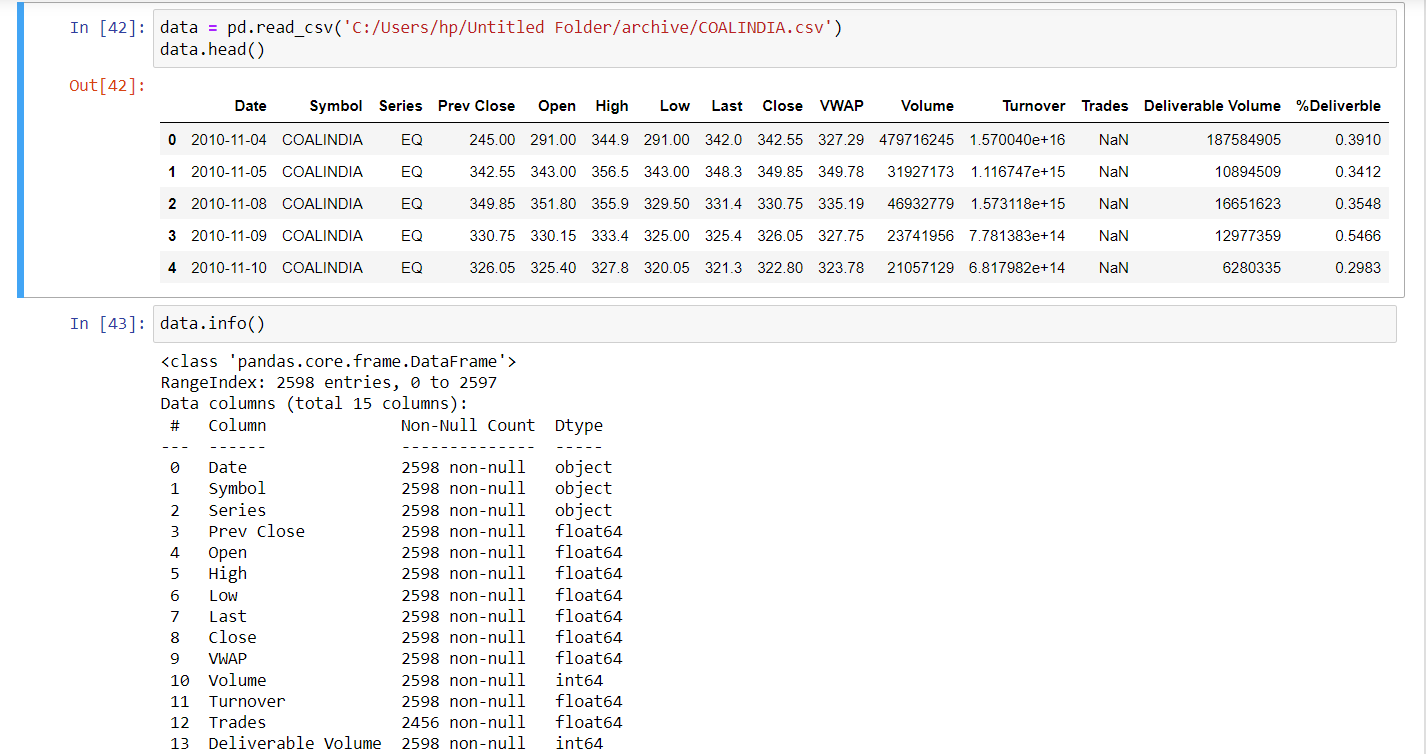 In [42]: data = pd.read_csv('C:/Users/hp/Untitled Folder/archive/COALINDIA.csv')
data.head()
Out[42]:
Date Symbol Series Prev Close Open High Low Last Close VWAP Volume Turnover Trades Deliverable Volume %Deliverble
0 2010-11-04 COALINDIA EQ 245.00 291.00 344.9 291.00 342.0 342.55 327.29 479716245 1.570040e+16 NaN 187584905 0.3910
1 2010-11-05 COALINDIA EQ 342.55 343.00 356.5 343.00 348.3 349.85 349.78 31927173 1.116747e+15 NaN 10894509 0.3412
2 2010-11-08 COALINDIA EQ 349.85 351.80 355.9 329.50 331.4 330.75 335.19 46932779 1.573118e+15 NaN 16651623 0.3548
3 2010-11-09 COALINDIA EQ 330.75 330.15 333.4 325.00 325.4 326.05 327.75 23741956 7.781383e+14 NaN 12977359 0.5466
4 2010-11-10 COALINDIA EQ 326.05 325.40 327.8 320.05 321.3 322.80 323.78 21057129 6.817982e+14 NaN 6280335 0.2983
In [43]: data.info()
<class 'pandas.core.frame.DataFrame'>
RangeIndex: 2598 entries, 0 to 2597
Data columns (total 15 columns):
# Column Non-Null Count Dtype
--- ------ -------------- -----
0 Date 2598 non-null object
1 Symbol 2598 non-null object
2 Series 2598 non-null object
3 Prev Close 2598 non-null float64
4 Open 2598 non-null float64
5 High 2598 non-null float64
6 Low 2598 non-null float64
7 Last 2598 non-null float64
8 Close 2598 non-null float64
9 VWAP 2598 non-null float64
10 Volume 2598 non-null int64
11 Turnover 2598 non-null float64
12 Trades 2456 non-null float64
13 Deliverable Volume 2598 non-null int64